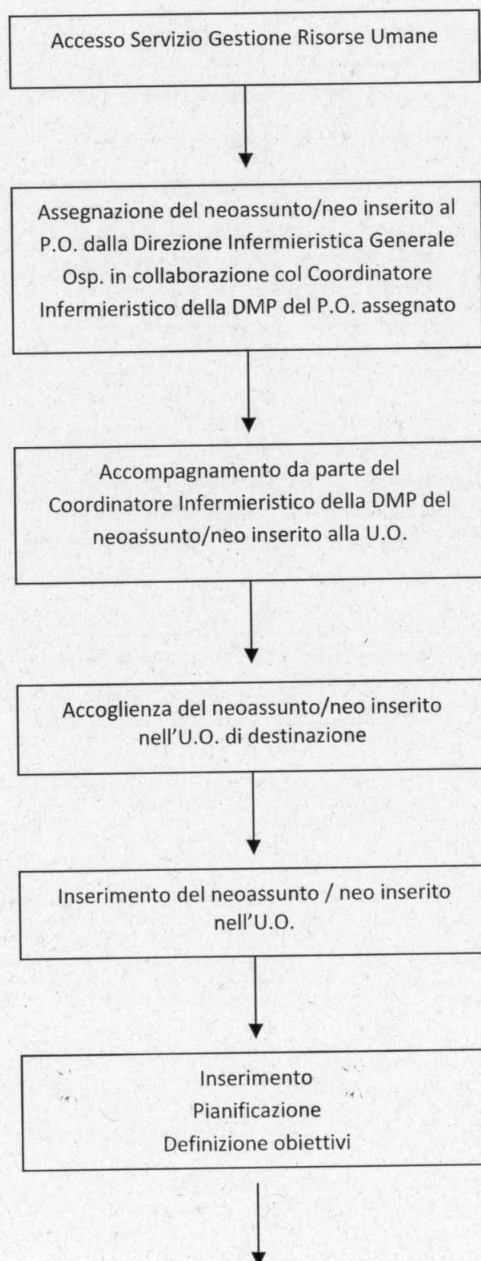 Accesso Servizio Gestione Risorse Umane
Assegnazione del neoassunto/neo inserito al
P.O. dalla Direzione Infermieristica Generale
Osp. in collaborazione col Coordinatore
Infermieristico della DMP del P.O. assegnato
Accompagnamento da parte del
Coordinatore Infermieristico della DMP del
neoassunto/neo inserito alla U.O.
Accoglienza del neoassunto/neo inserito
nell'U.O. di destinazione
Inserimento del neoassunto / neo inserito
nell'U.O.
Inserimento
Pianificazione
Definizione obiettivi